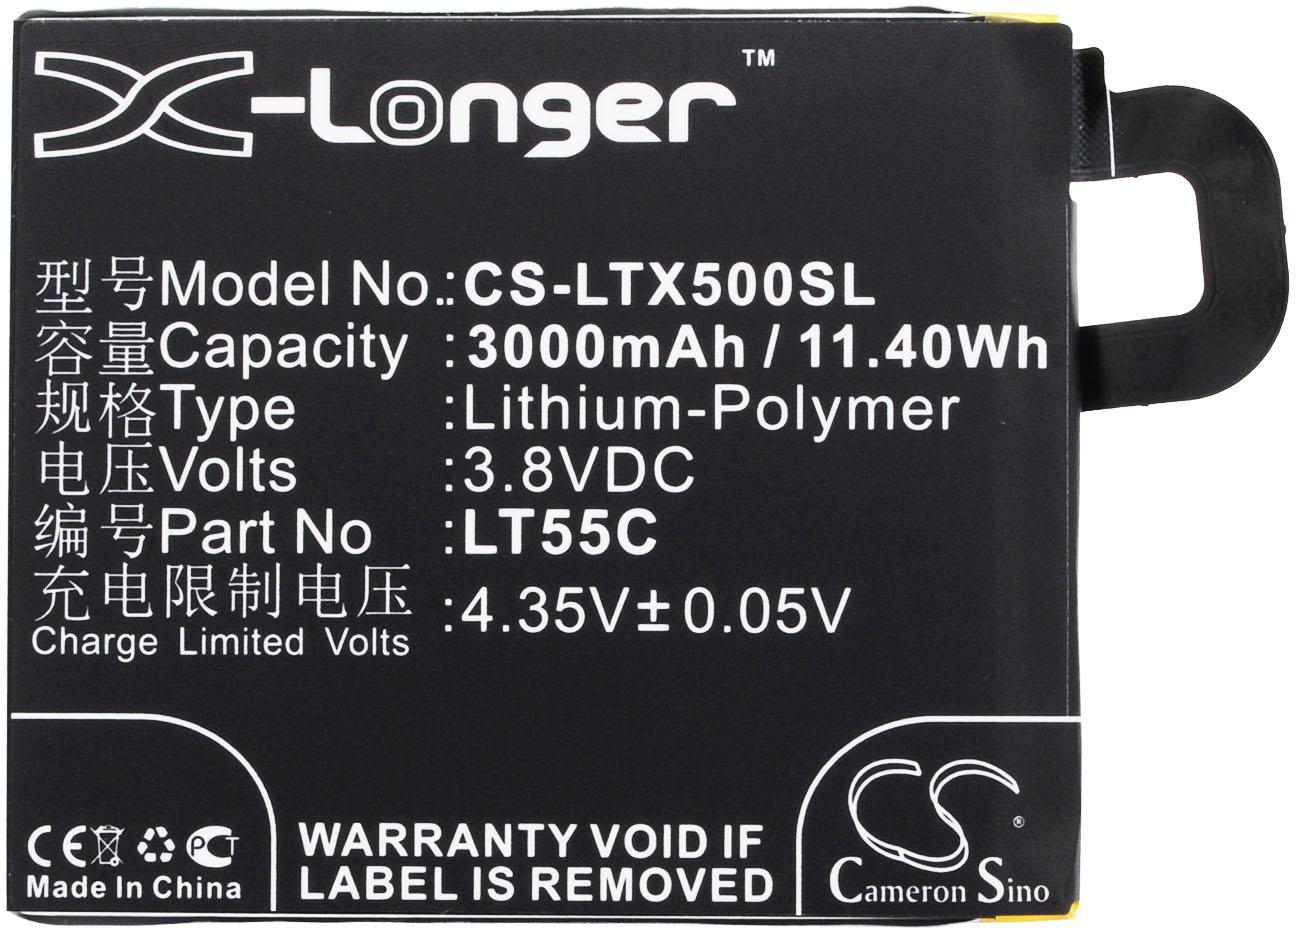 X-Longer™
型号Model No.:CS-LTX500SL
容量Capacity :3000mAh / 11.40Wh
规格Type :Lithium-Polymer
电压Volts :3.8VDC
编号Part No :LT55C
充电限制电压 :4.35V±0.05V
Charge Limited Volts
CE PCT
Made In China
WARRANTY VOID IF
LABEL IS REMOVED
CS ®
Cameron Sino